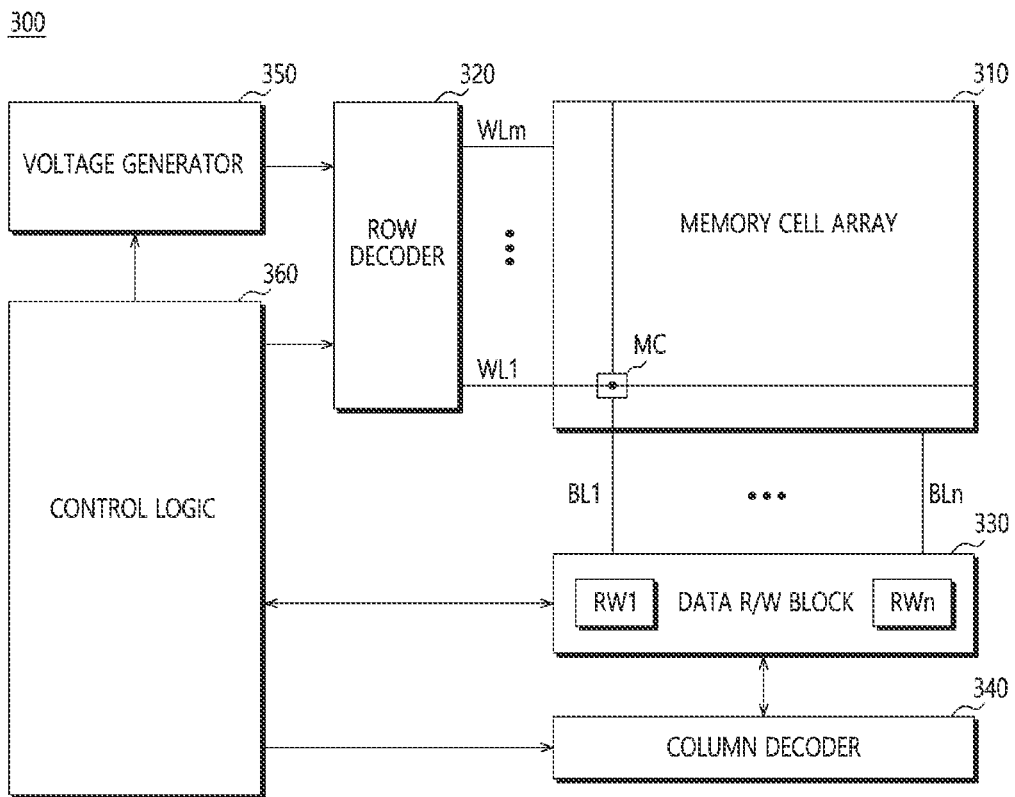 300
350
320
310
VOLTAGE GENERATOR
WLm
ROW
DECODER
MEMORY CELL ARRAY
360
MC
WL1
CONTROL LOGIC
BL1
BLn
330
RW1
DATA R/W BLOCK
RWn
340
COLUMN DECODER